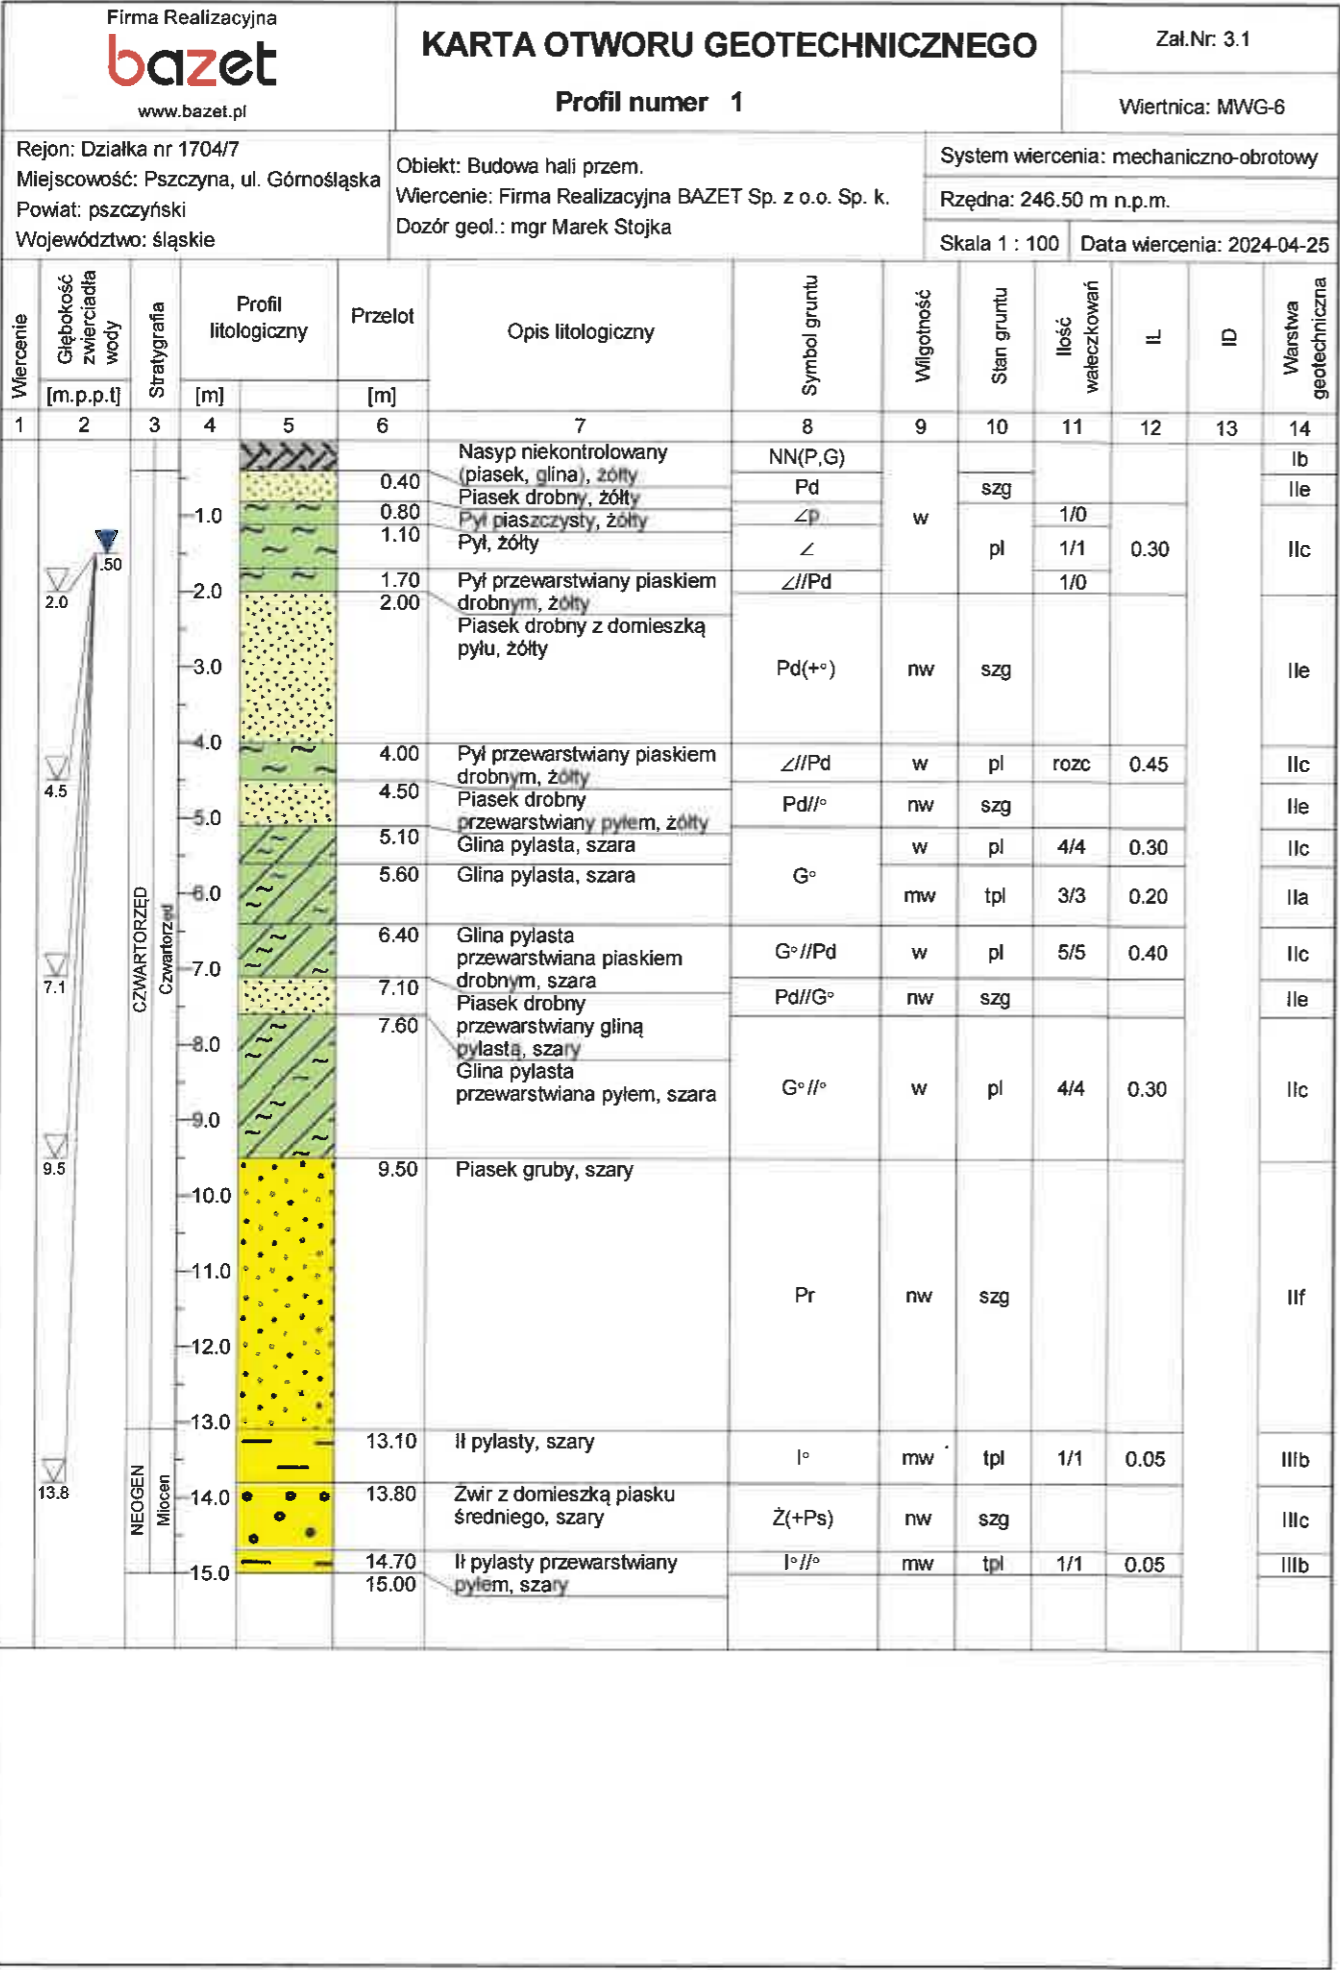 Firma Realizacyjna
bazet
www.bazet.pl
KARTA OTWORU GEOTECHNICZNEGO
Profil numer 1
Zał.Nr: 3.1
Wiertnica: MWG-6
Rejon: Działka nr 1704/7
Miejscowość: Pszczyna, ul. Górnośląska
Powiat: pszczyński
Województwo: śląskie
Obiekt: Budowa hali przem.
Wiercenie: Firma Realizacyjna BAZET Sp. z o.o. Sp. k.
Dozór geol.: mgr Marek Stojka
System wiercenia: mechaniczno-obrotowy
Rzędna: 246.50 m n.p.m.
Skala 1 : 100 Data wiercenia: 2024-04-25
Wiercenie
Głębokość zwierciadła wody
[m.p.p.t]
Stratygrafia
Profil litologiczny
[m]
Przelot
[m]
Opis litologiczny
Symbol gruntu
Wilgotność
Stan gruntu
Ilość wałeczkowań
IL
ID
Warstwa geotechniczna
1 2 3 4 5 6 7 8 9 10 11 12 13 14
Nasyp niekontrolowany
(piasek, glina), żółty
NN(P,G) Ib
0.40 Piasek drobny, żółty Pd szg IIe
0.80 Pył piaszczysty, żółty ∠p 1/0
1.10 Pył, żółty ∠ w pl 1/1 0.30 IIc
1.70 Pył przewarstwiany piaskiem
drobnym, żółty
∠//Pd 1/0
2.00 Piasek drobny z domieszką
pyłu, żółty
Pd(+°) nw szg IIe
4.00 Pył przewarstwiany piaskiem
drobnym, żółty
∠//Pd w pl rozc 0.45 IIc
4.50 Piasek drobny
przewarstwiany pyłem, żółty
Pd//° nw szg IIe
5.10 Glina pylasta, szara w pl 4/4 0.30 IIc
5.60 Glina pylasta, szara G° mw tpl 3/3 0.20 IIa
6.40 Glina pylasta
przewarstwiana piaskiem
drobnym, szara
G°//Pd w pl 5/5 0.40 IIc
7.10 Piasek drobny
przewarstwiany gliną
pylastą, szary
Pd//G° nw szg IIe
7.60 Glina pylasta
przewarstwiana pyłem, szara
G°//° w pl 4/4 0.30 IIc
9.50 Piasek gruby, szary
Pr nw szg IIf
13.10 Ił pylasty, szary I° mw tpl 1/1 0.05 IIIb
13.80 Żwir z domieszką piasku
średniego, szary
Ż(+Ps) nw szg IIIc
14.70 Ił pylasty przewarstwiany
pyłem, szary
I°//° mw tpl 1/1 0.05 IIIb
15.00
.50
2.0
4.5
7.1
9.5
13.8
CZWARTORZĘD
Czwartorzęd
NEOGEN
Miocen
1.0
2.0
3.0
4.0
5.0
6.0
7.0
8.0
9.0
10.0
11.0
12.0
13.0
14.0
15.0